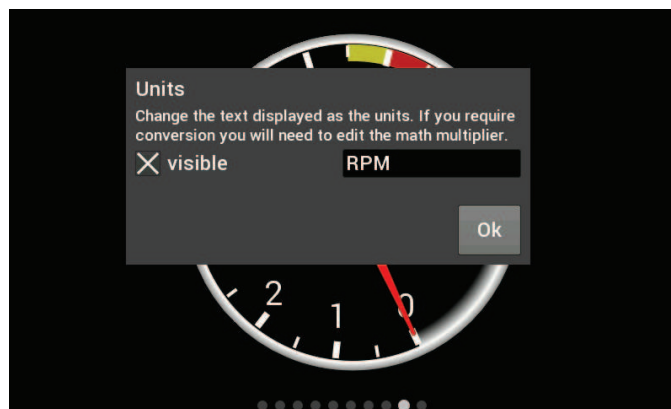 Units
Change the text displayed as the units. If you require
conversion you will need to edit the math multiplier.
visible
RPM
Ok
2
1
0